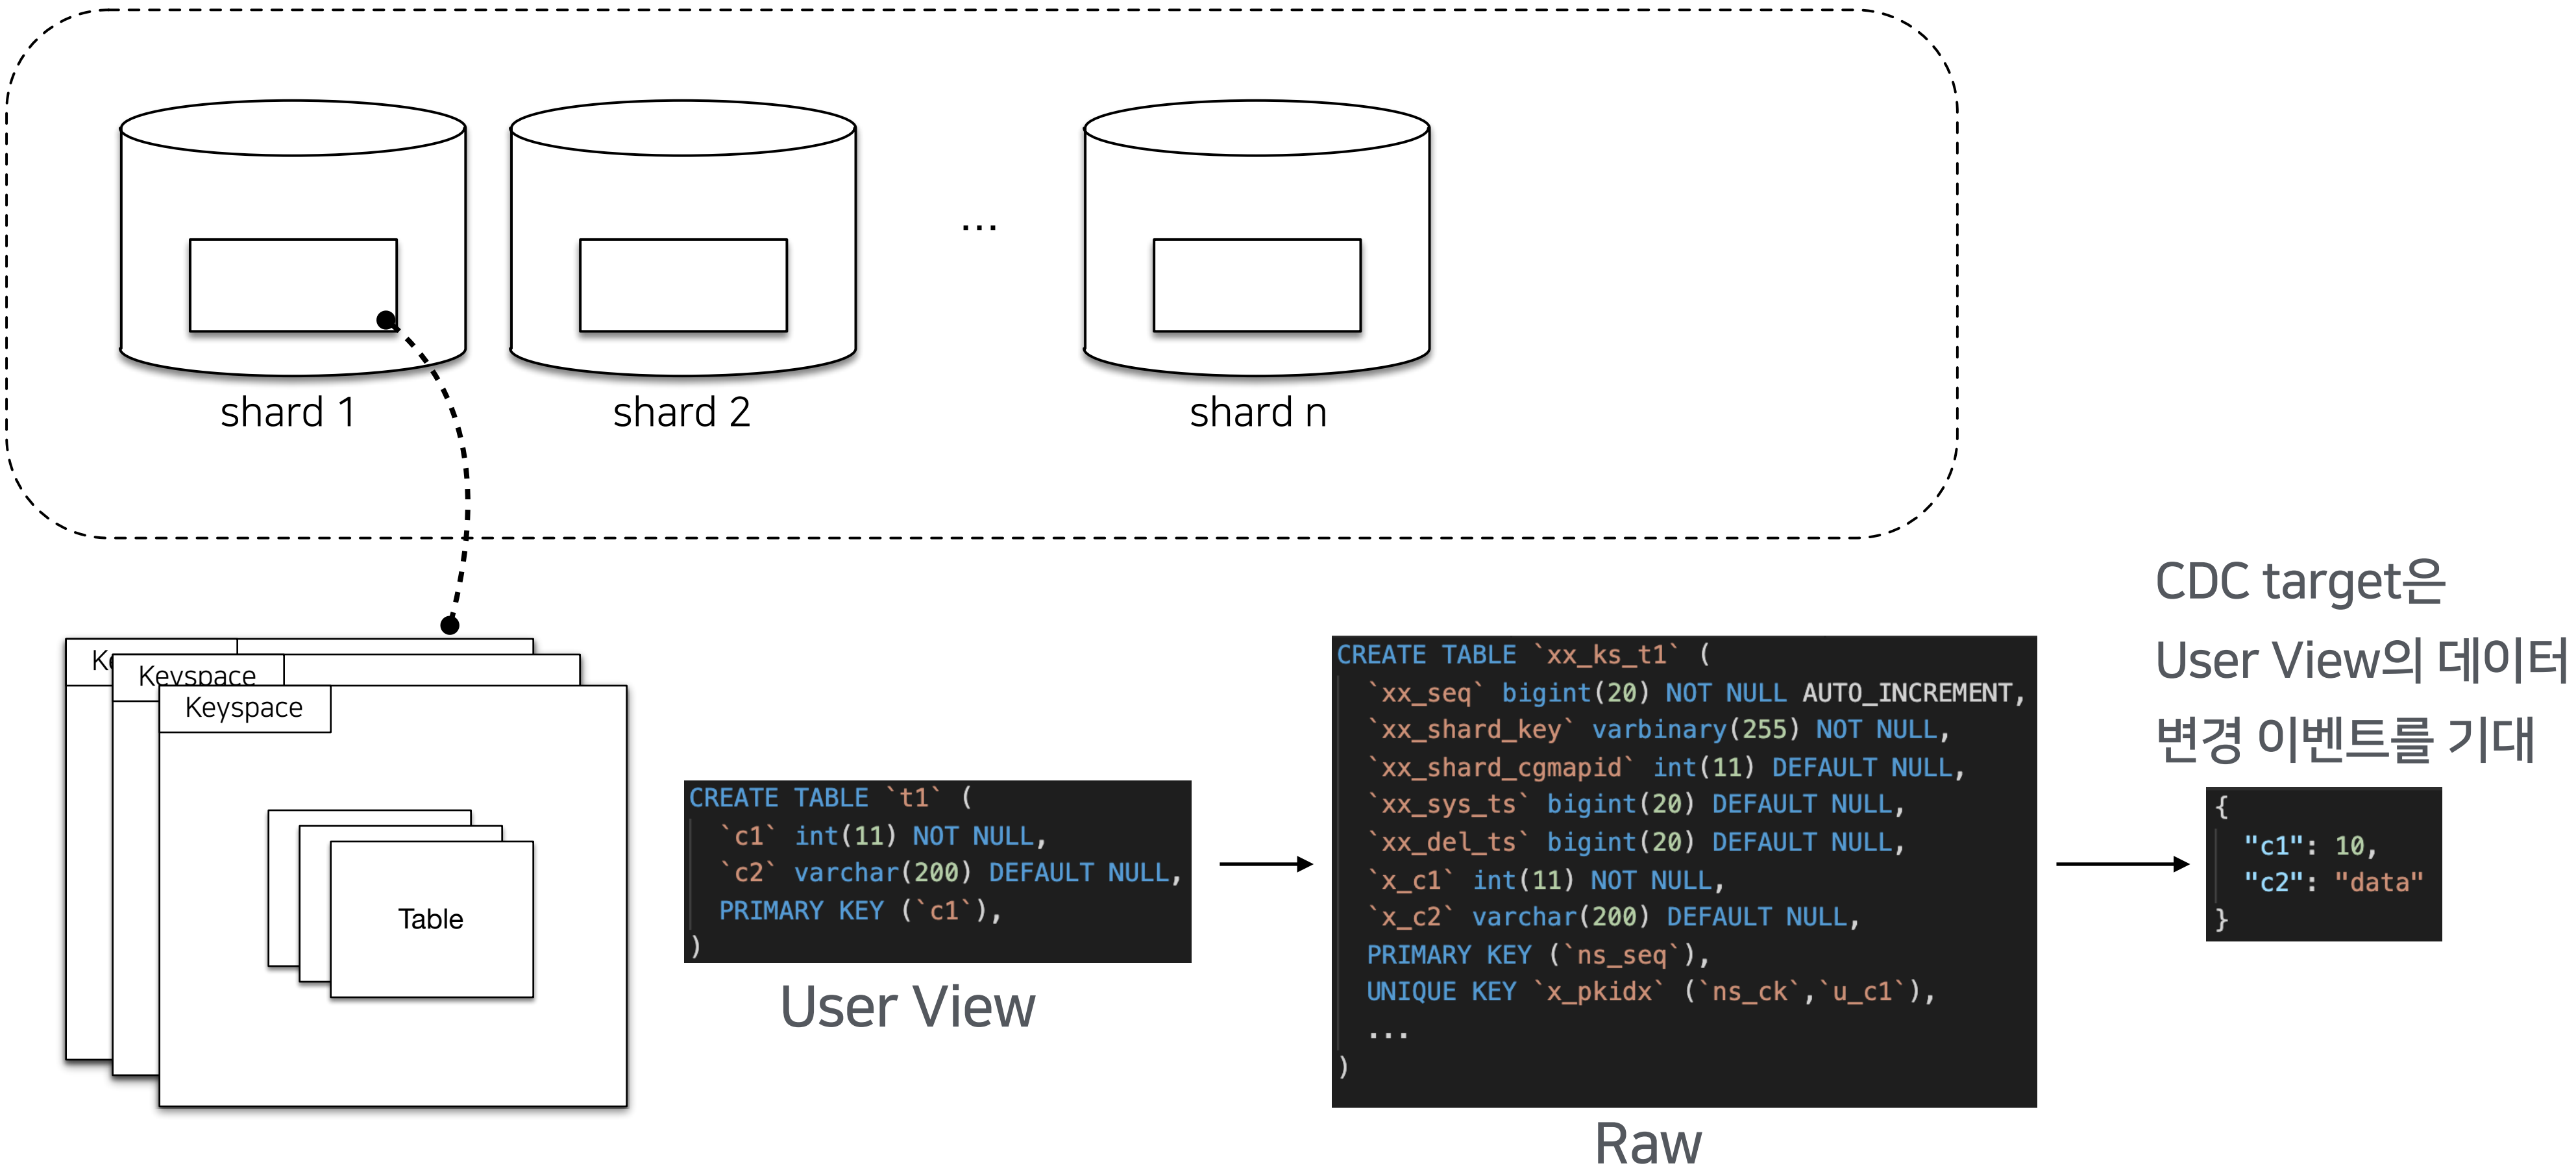 ...
shard 1
shard 2
shard n
Keyspace
Keyspace
Table
CREATE TABLE `t1` (
`c1` int(11) NOT NULL,
`c2` varchar(200) DEFAULT NULL,
PRIMARY KEY (`c1`),
)
User View
CREATE TABLE `xx_ks_t1` (
`xx_seq` bigint(20) NOT NULL AUTO_INCREMENT,
`xx_shard_key` varbinary(255) NOT NULL,
`xx_shard_cgmapid` int(11) DEFAULT NULL,
`xx_sys_ts` bigint(20) DEFAULT NULL,
`xx_del_ts` bigint(20) DEFAULT NULL,
`x_c1` int(11) NOT NULL,
`x_c2` varchar(200) DEFAULT NULL,
PRIMARY KEY (`ns_seq`),
UNIQUE KEY `x_pkidx` (`ns_ck`,`u_c1`),
...
)
Raw
CDC target은
User View의 데이터
변경 이벤트를 기대
{
"c1": 10,
"c2": "data"
}